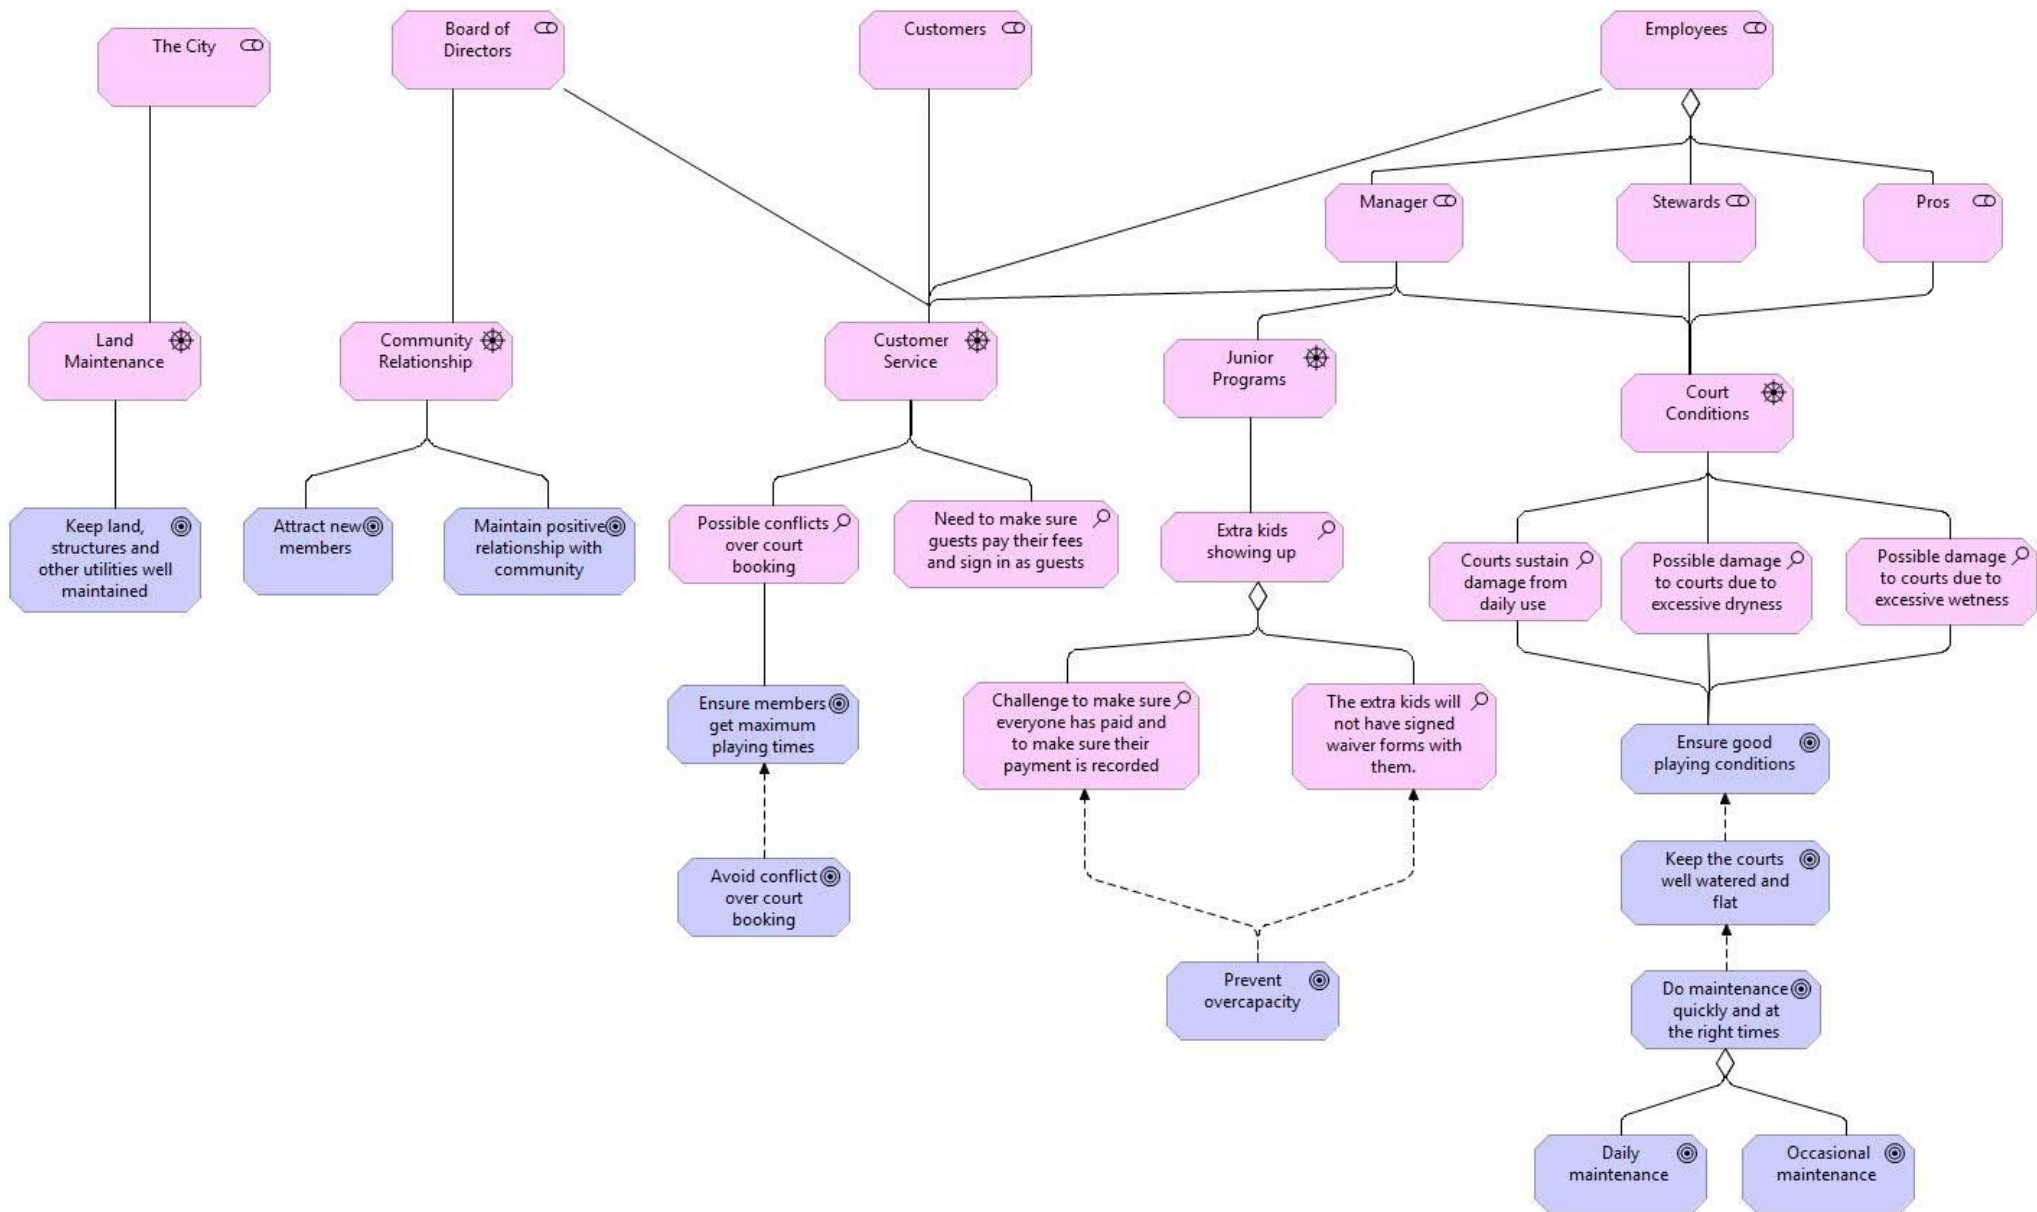 The City
Board of
Directors
Customers
Employees
Manager
Stewards
Pros
Land
Maintenance
Community
Relationship
Customer
Service
Junior
Programs
Court
Conditions
Keep land,
structures and
other utilities well
maintained
Attract new
members
Maintain positive
relationship with
community
Possible conflicts
over court
booking
Need to make sure
guests pay their fees
and sign in as guests
Extra kids
showing up
Courts sustain
damage from
daily use
Possible damage
to courts due to
excessive dryness
Possible damage
to courts due to
excessive wetness
Ensure members
get maximum
playing times
Challenge to make sure
everyone has paid and
to make sure their
payment is recorded
The extra kids will
not have signed
waiver forms with
them.
Ensure good
playing conditions
Avoid conflict
over court
booking
Keep the courts
well watered and
flat
Prevent
overcapacity
Do maintenance
quickly and at
the right times
Daily
maintenance
Occasional
maintenance